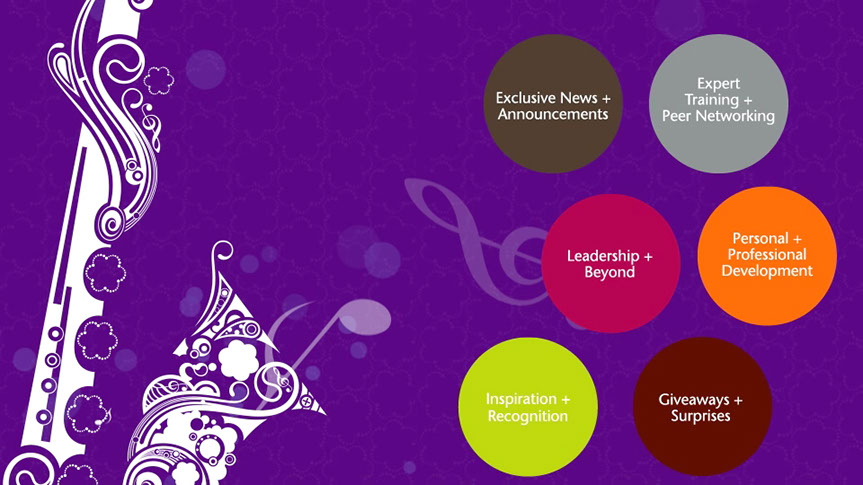 Exclusive News +
Announcements
Expert
Training +
Peer Networking
Leadership +
Beyond
Personal +
Professional
Development
Inspiration +
Recognition
Giveaways +
Surprises